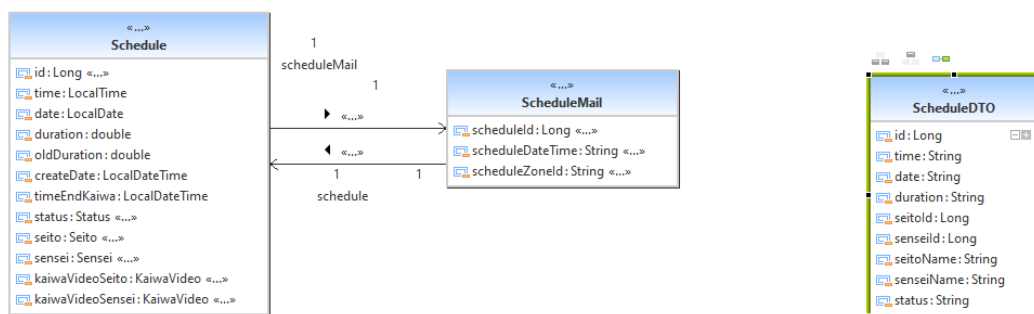 «...»
Schedule
id : Long «...»
time : LocalTime
date : LocalDate
duration : double
oldDuration : double
createDate : LocalDateTime
timeEndKaiwa : LocalDateTime
status : Status «...»
seito : Seito «...»
sensei : Sensei «...»
kaiwaVideoSeito : KaiwaVideo «...»
kaiwaVideoSensei : KaiwaVideo «...»
1
scheduleMail
1
«...»
«...»
1
1
schedule
«...»
ScheduleMail
scheduleId : Long «...»
scheduleDateTime : String «...»
scheduleZoneId : String «...»
«...»
ScheduleDTO
id : Long
time : String
date : String
duration : String
seitoId : Long
senseiId : Long
seitoName : String
senseiName : String
status : String